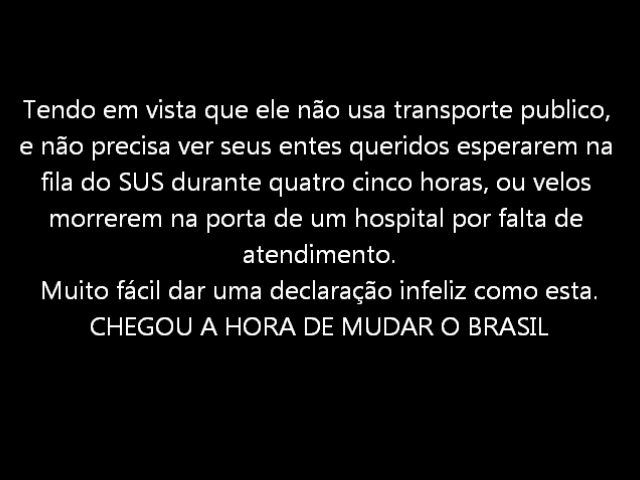 Tendo em vista que ele não usa transporte publico,
e não precisa ver seus entes queridos esperarem na
fila do SUS durante quatro cinco horas, ou velos
morrerem na porta de um hospital por falta de
atendimento.
Muito fácil dar uma declaração infeliz como esta.
CHEGOU A HORA DE MUDAR O BRASIL